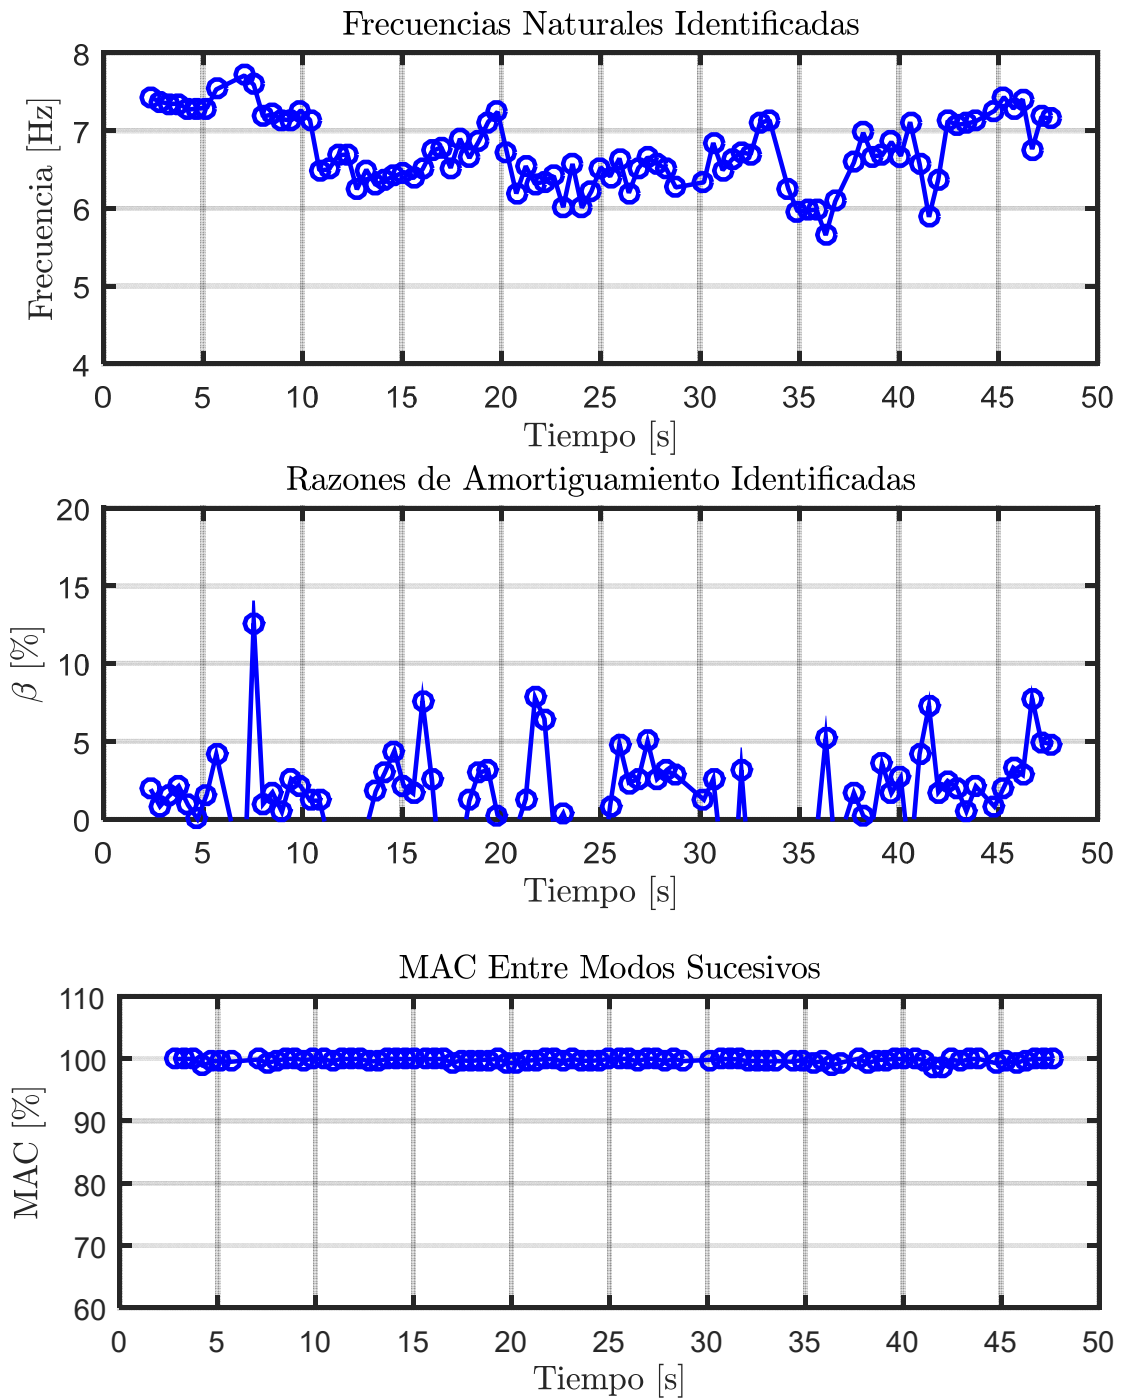 Frecuencias Naturales Identificadas
8
7
6
5
4
Frecuencia [Hz]
0 5 10 15 20 25 30 35 40 45 50
Tiempo [s]
Razones de Amortiguamiento Identificadas
20
15
10
5
0
β [%]
0 5 10 15 20 25 30 35 40 45 50
Tiempo [s]
MAC Entre Modos Sucesivos
110
100
90
80
70
60
MAC [%]
0 5 10 15 20 25 30 35 40 45 50
Tiempo [s]